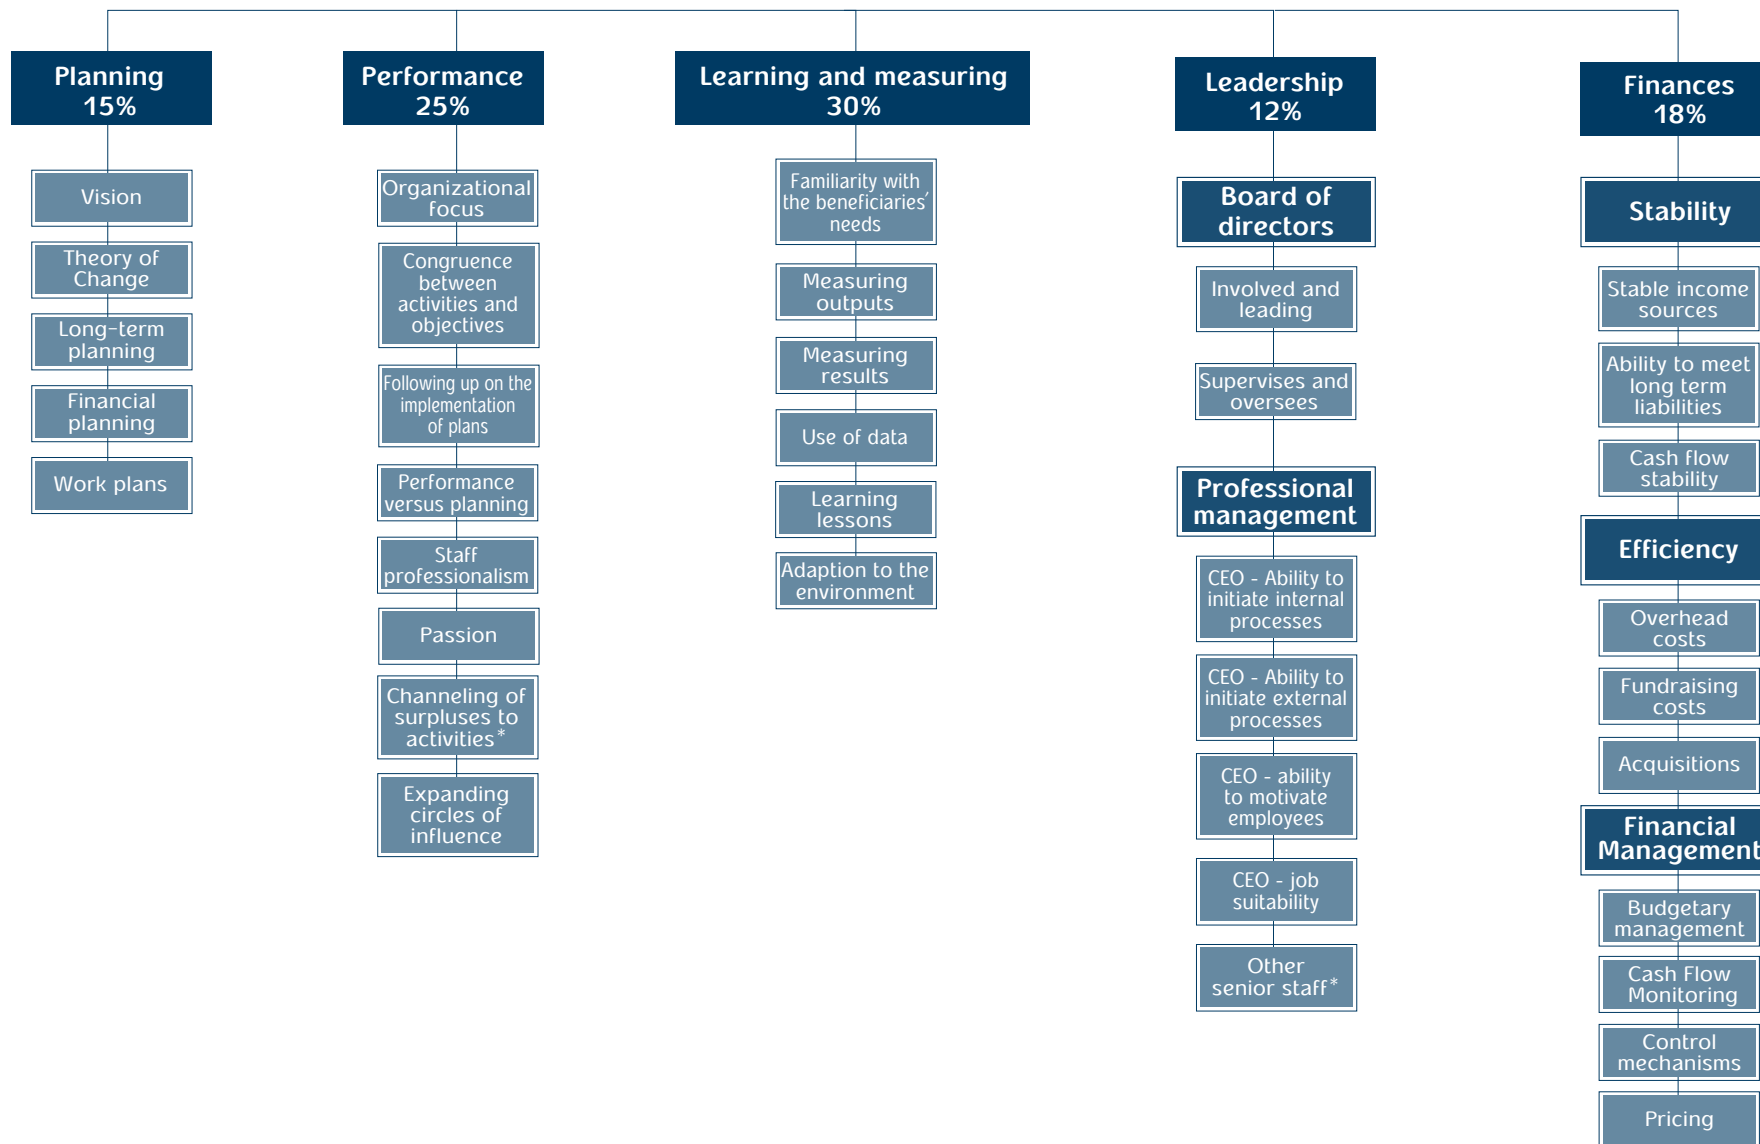 Planning
15%
Vision
Theory of
Change
Long-term
planning
Financial
planning
Work plans
Performance
25%
Organizational
focus
Congruence
between
activities and
objectives
Following up on the
implementation
of plans
Performance
versus planning
Staff
professionalism
Passion
Channeling of
surpluses to
activities*
Expanding
circles of
influence
Learning and measuring
30%
Familiarity with
the beneficiaries'
needs
Measuring
outputs
Measuring
results
Use of data
Learning
lessons
Adaption to the
environment
Leadership
12%
Board of
directors
Involved and
leading
Supervises and
oversees
Professional
management
CEO - Ability to
initiate internal
processes
CEO - Ability to
initiate external
processes
CEO - ability
to motivate
employees
CEO - job
suitability
Other
senior staff*
Finances
18%
Stability
Stable income
sources
Ability to meet
long term
liabilities
Cash flow
stability
Efficiency
Overhead
costs
Fundraising
costs
Acquisitions
Financial
Management
Budgetary
management
Cash Flow
Monitoring
Control
mechanisms
Pricing